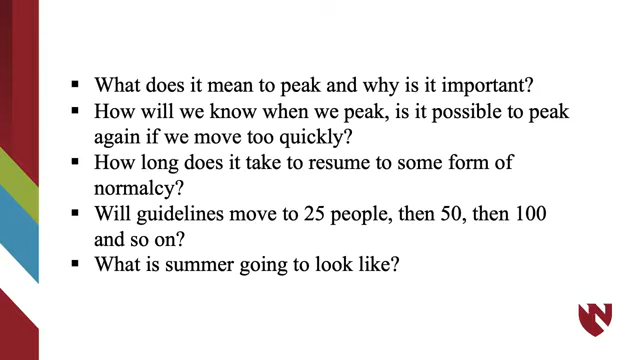 ▪ What does it mean to peak and why is it important?
▪ How will we know when we peak, is it possible to peak
again if we move too quickly?
▪ How long does it take to resume to some form of
normalcy?
▪ Will guidelines move to 25 people, then 50, then 100
and so on?
▪ What is summer going to look like?